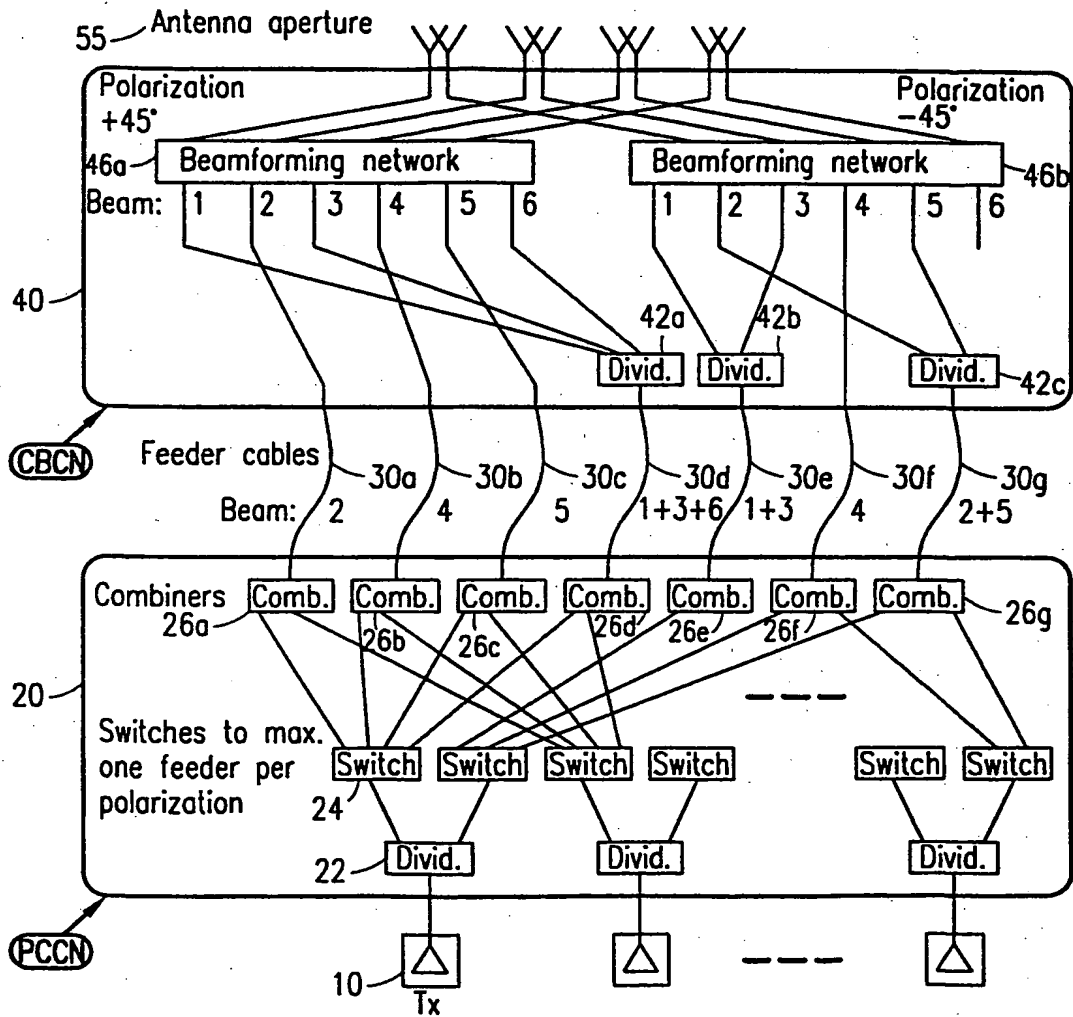 55 Antenna aperture
Polarization +45°
Polarization -45°
46a Beamforming network
Beamforming network 46b
Beam: 1 2 3 4 5 6
1 2 3 4 5 6
40
42a 42b
Divid. Divid. Divid. 42c
CBCN
Feeder cables 30a 30b 30c 30d 30e 30f 30g
Beam: 2 4 5 1+3+6 1+3 4 2+5
Combiners Comb. Comb. Comb. Comb. Comb. Comb. Comb.
26a 26b 26c 26d 26e 26f 26g
20
Switches to max.
one feeder per
polarization
Switch Switch Switch Switch Switch Switch
24
22 Divid. Divid. Divid.
PCCN
10
Tx